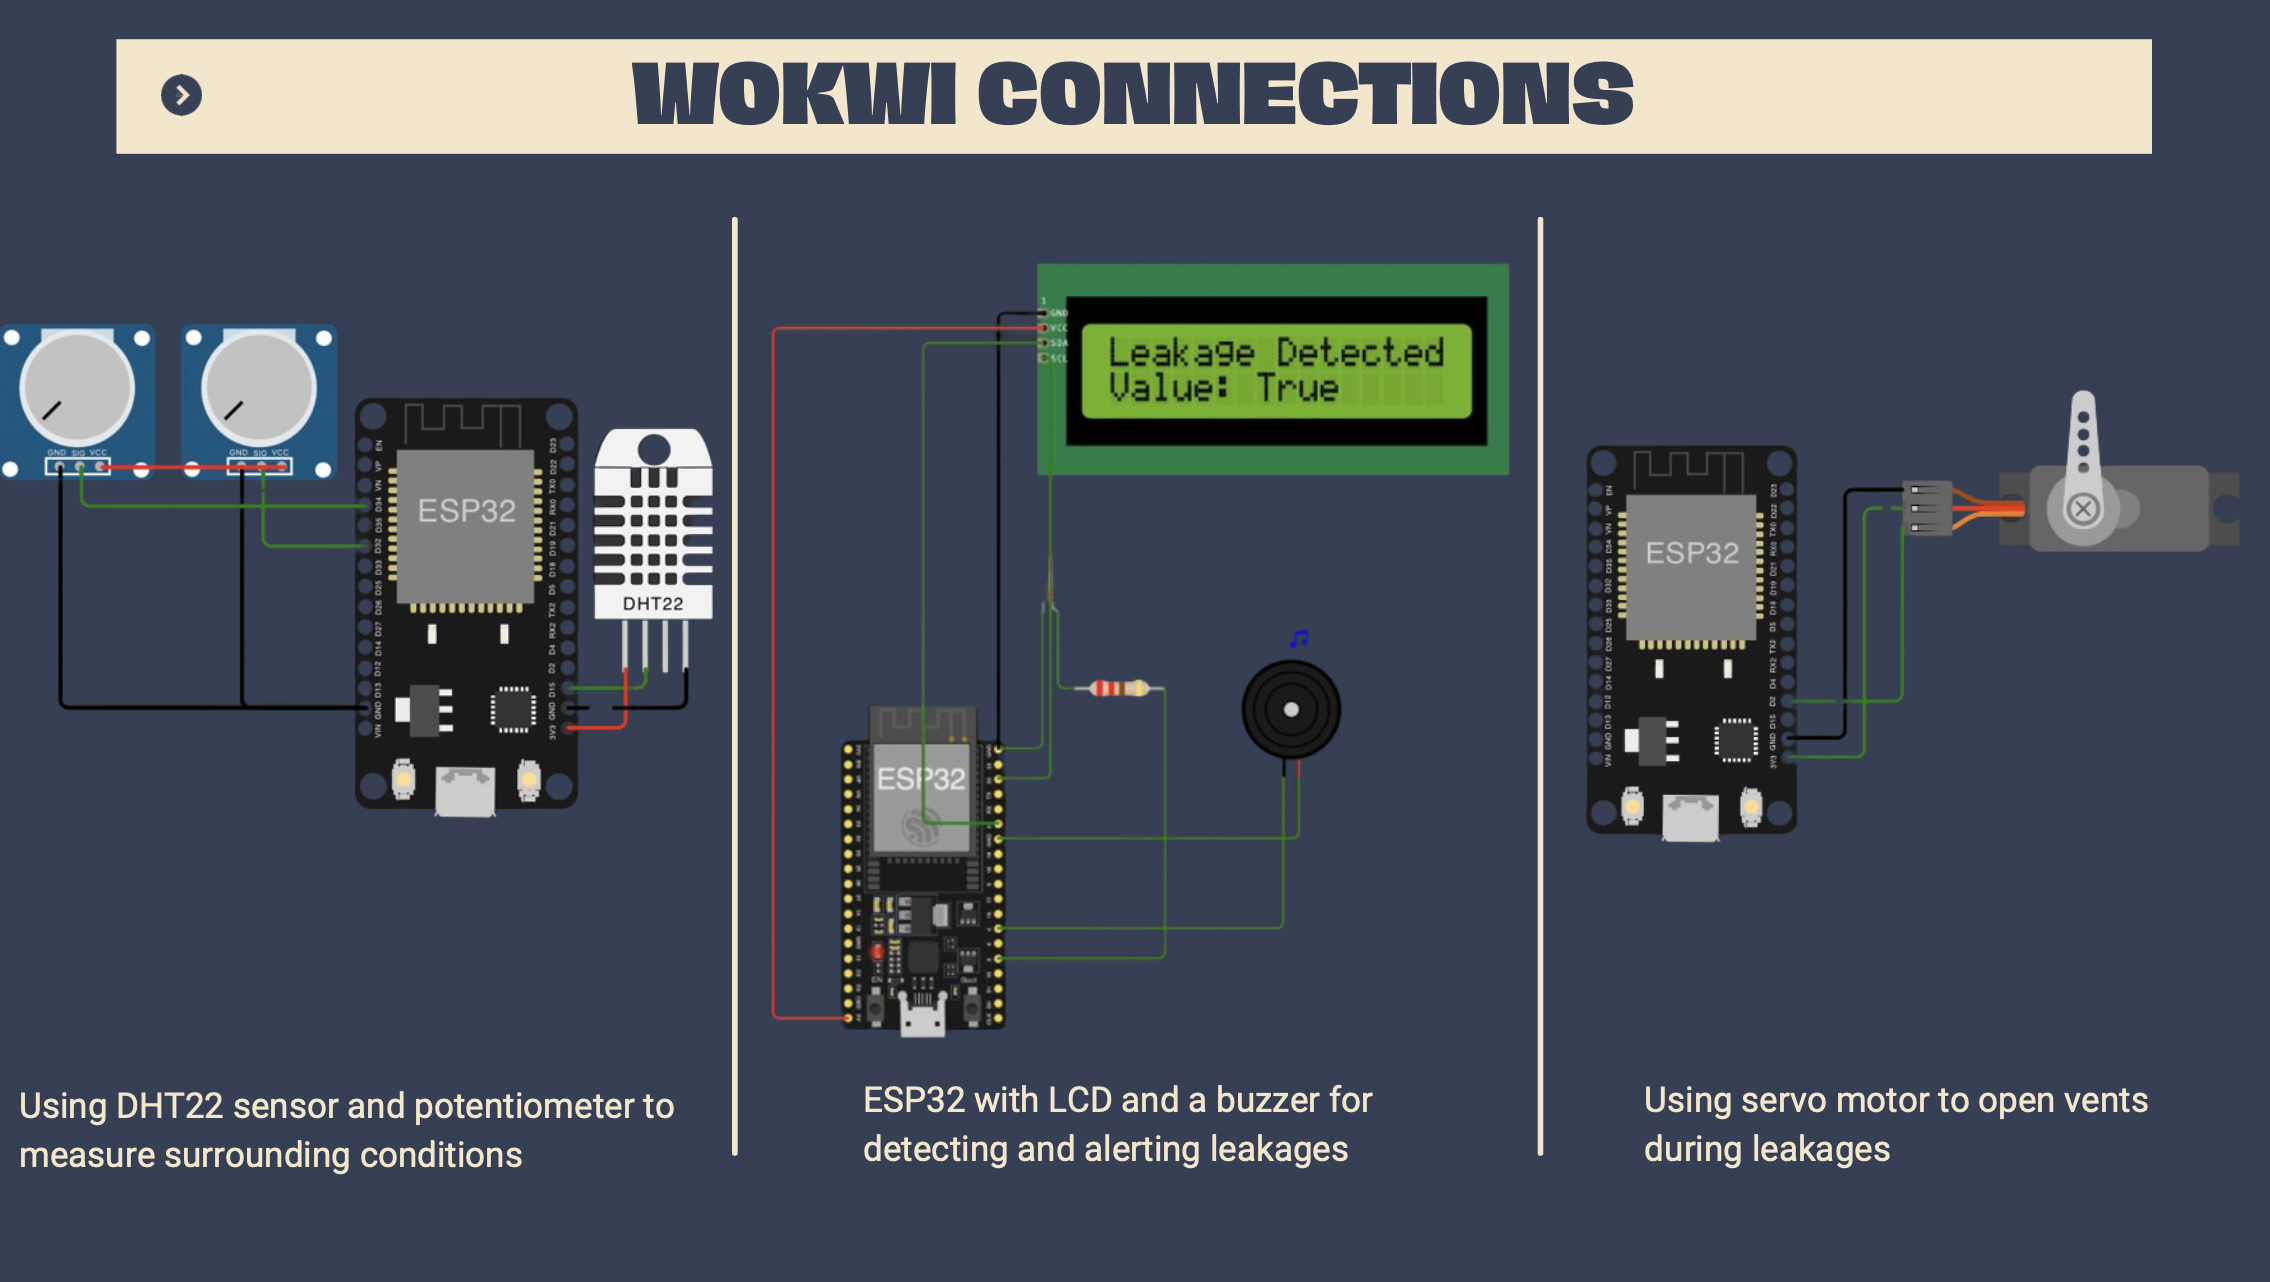 WOKWI CONNECTIONS
GND SIG VCC
GND SIG VCC
EN
VP
VN
D34
D35
D32
D33
D25
D26
D27
D14
D12
D13
GND
VIN
ESP32
D23
D22
TX0
RX0
D21
D19
D18
D5
TX2
RX2
D4
D2
D15
GND
3V3
DHT22
Using DHT22 sensor and potentiometer to
measure surrounding conditions
1
GND
VCC
SDA
SCL
Leakage Detected
Value: True
ESP32
EN
Boot
ESP32 with LCD and a buzzer for
detecting and alerting leakages
EN
VP
VN
D34
D35
D32
D33
D25
D26
D27
D14
D12
D13
GND
VIN
ESP32
D23
D22
TX0
RX0
D21
D19
D18
D5
TX2
RX2
D4
D2
D15
GND
3V3
Using servo motor to open vents
during leakages